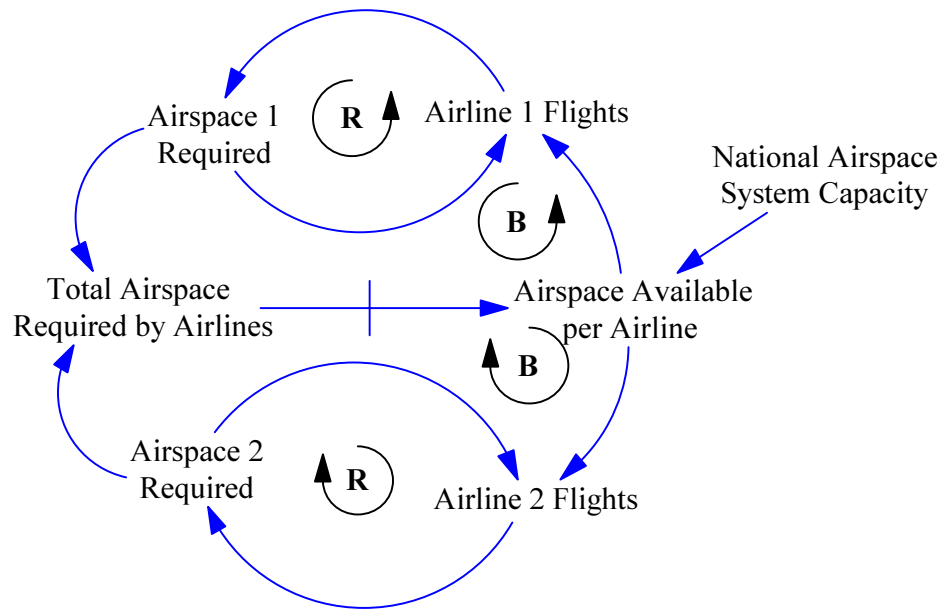 Airspace 1
Required
R
Airline 1 Flights
National Airspace
System Capacity
B
Total Airspace
Required by Airlines
Airspace Available
per Airline
B
Airspace 2
Required
R
Airline 2 Flights